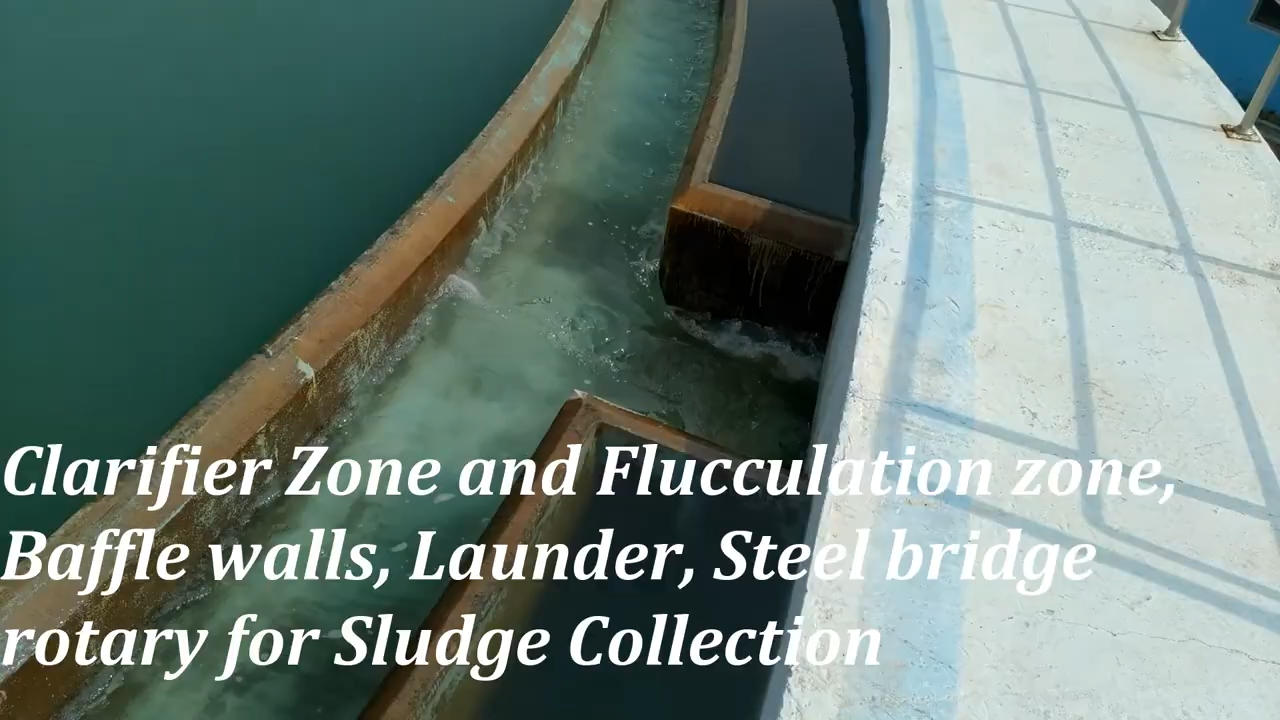 Clarifier Zone and Flucculation zone,
Baffle walls, Launder, Steel bridge
rotary for Sludge Collection